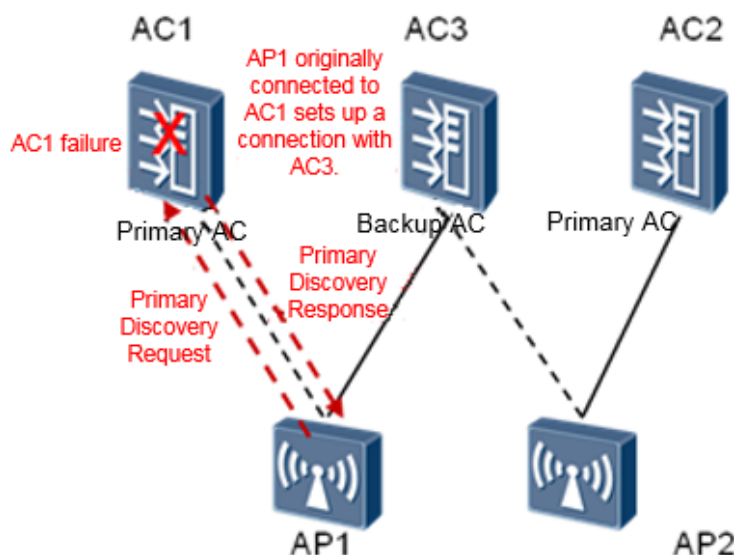 AC1
AC3
AC2
AP1 originally
connected to
AC1 sets up a
connection with
AC3.
AC1 failure
X
Primary AC
Backup AC
Primary AC
Primary
Discovery
Response
Primary
Discovery
Request
AP1
AP2